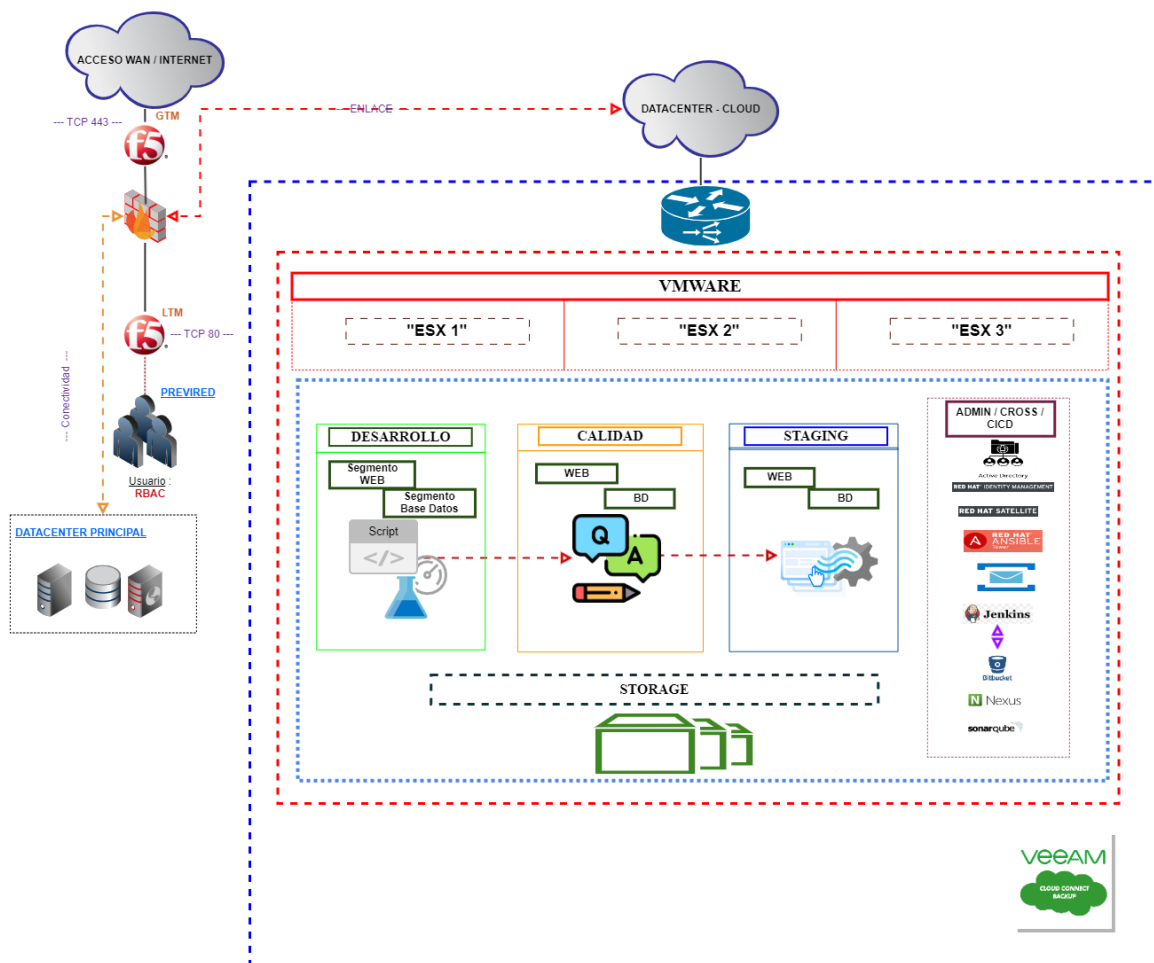 ACCESO WAN / INTERNET
GTM
--- TCP 443 ---
f5
--- ENLACE ---
DATACENTER - CLOUD
LTM
f5
--- TCP 80 ---
--- Conectividad ---
PREVIRED
Usuario :
RBAC
DATACENTER PRINCIPAL
VMWARE
"ESX 1"
"ESX 2"
"ESX 3"
DESARROLLO
Segmento
WEB
Segmento
Base Datos
Script
</>
CALIDAD
WEB
BD
Q
A
STAGING
WEB
BD
STORAGE
ADMIN / CROSS /
CICD
Active Directory
RED HAT IDENTITY MANAGEMENT
RED HAT SATELLITE
RED HAT
ANSIBLE
Tower
Jenkins
Bitbucket
N Nexus
sonarqube
VEEAM
CLOUD CONNECT
BACKUP